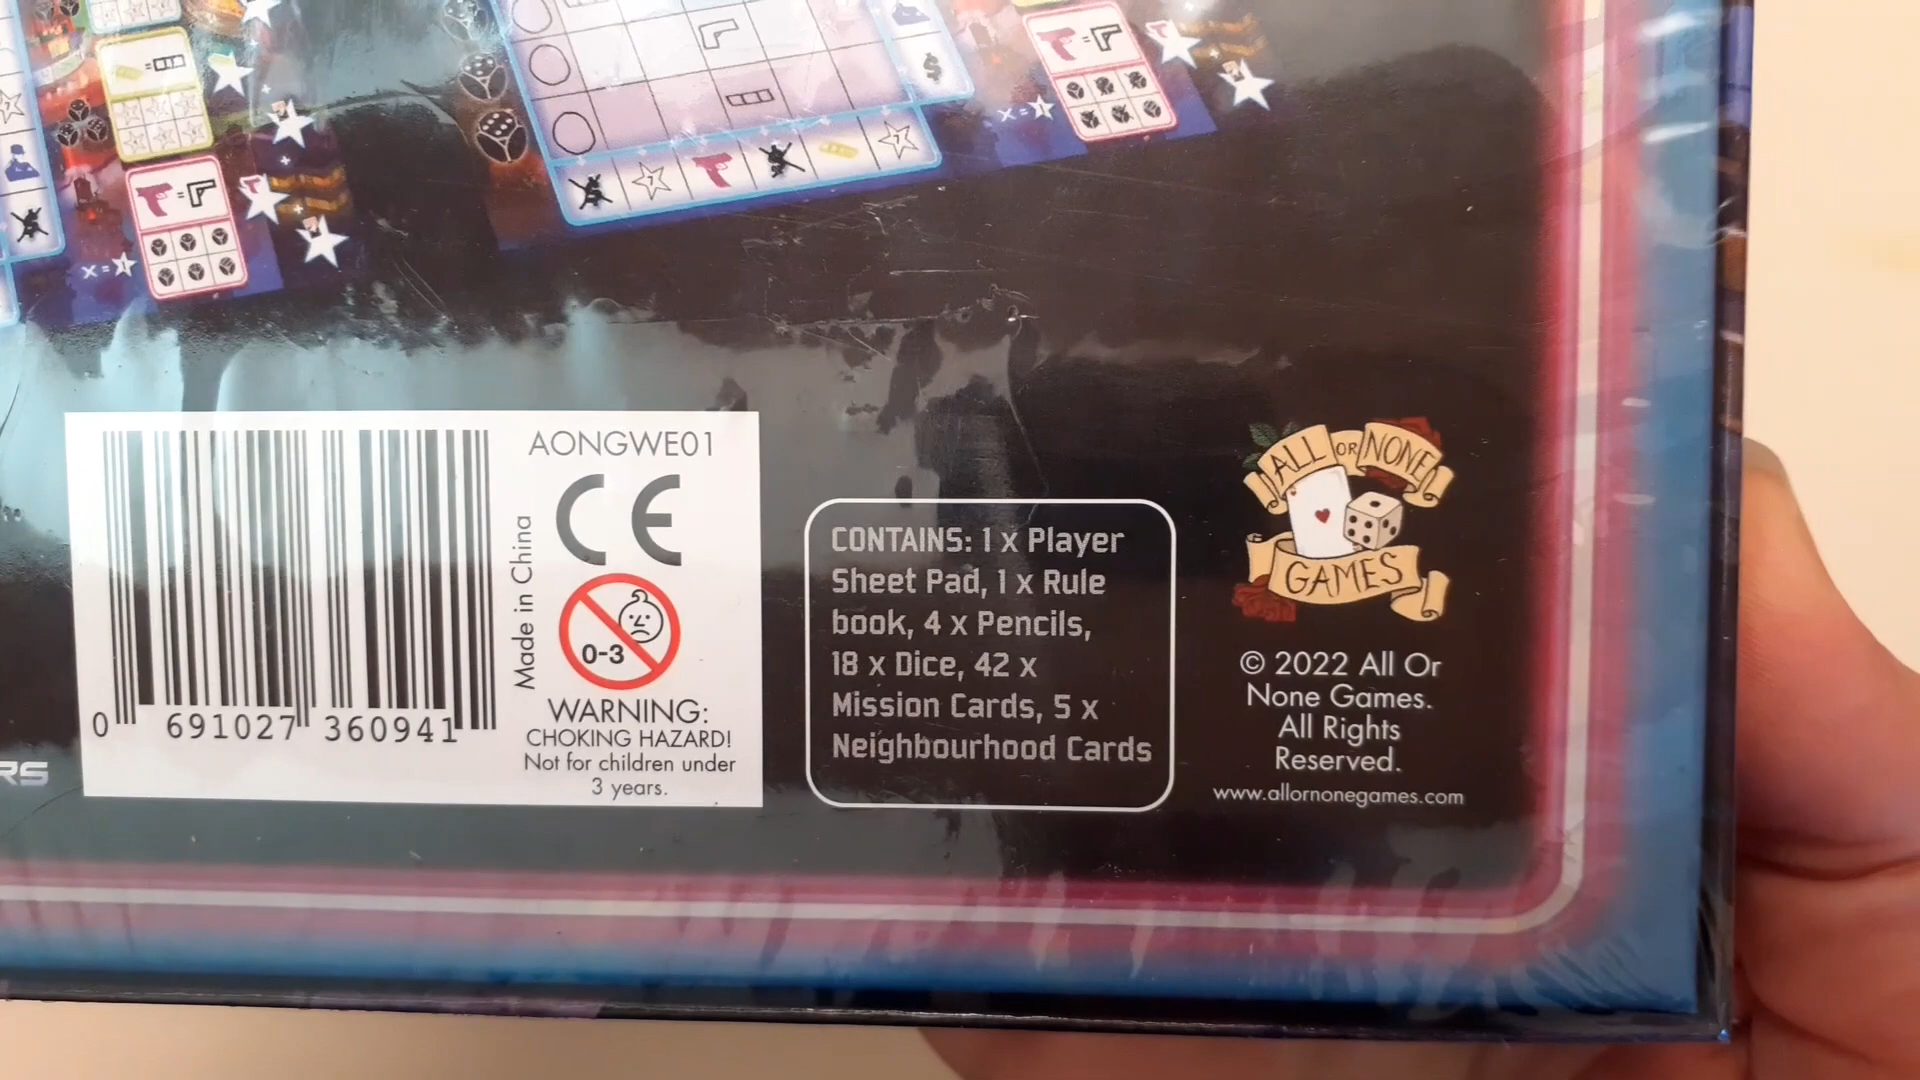 x=1
x=1
AONGWE01
CE
Made in China
0-3
WARNING:
CHOKING HAZARD!
Not for children under
3 years.
0 691027 360941
RS
CONTAINS: 1 x Player
Sheet Pad, 1 x Rule
book, 4 x Pencils,
18 x Dice, 42 x
Mission Cards, 5 x
Neighbourhood Cards
ALL OR NONE
GAMES
© 2022 All Or
None Games.
All Rights
Reserved.
www.allornonegames.com